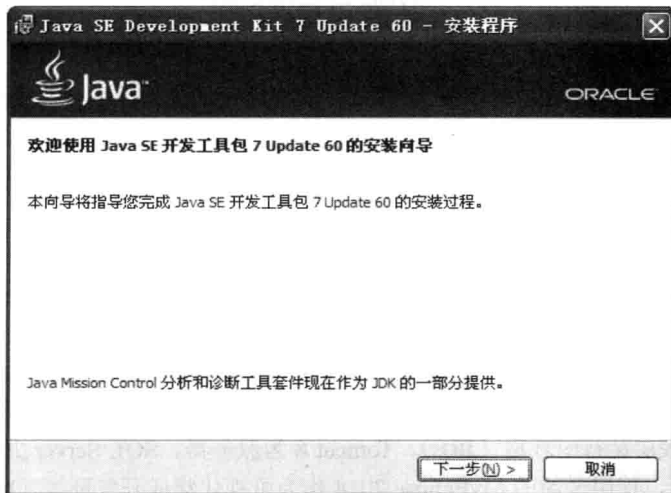 Java SE Development Kit 7 Update 60 - 安装程序
Java™
ORACLE
欢迎使用 Java SE 开发工具包 7 Update 60 的安装向导
本向导将指导您完成 Java SE 开发工具包 7 Update 60 的安装过程。
Java Mission Control 分析和诊断工具套件现在作为 JDK 的一部分提供。
下一步(N) >
取消